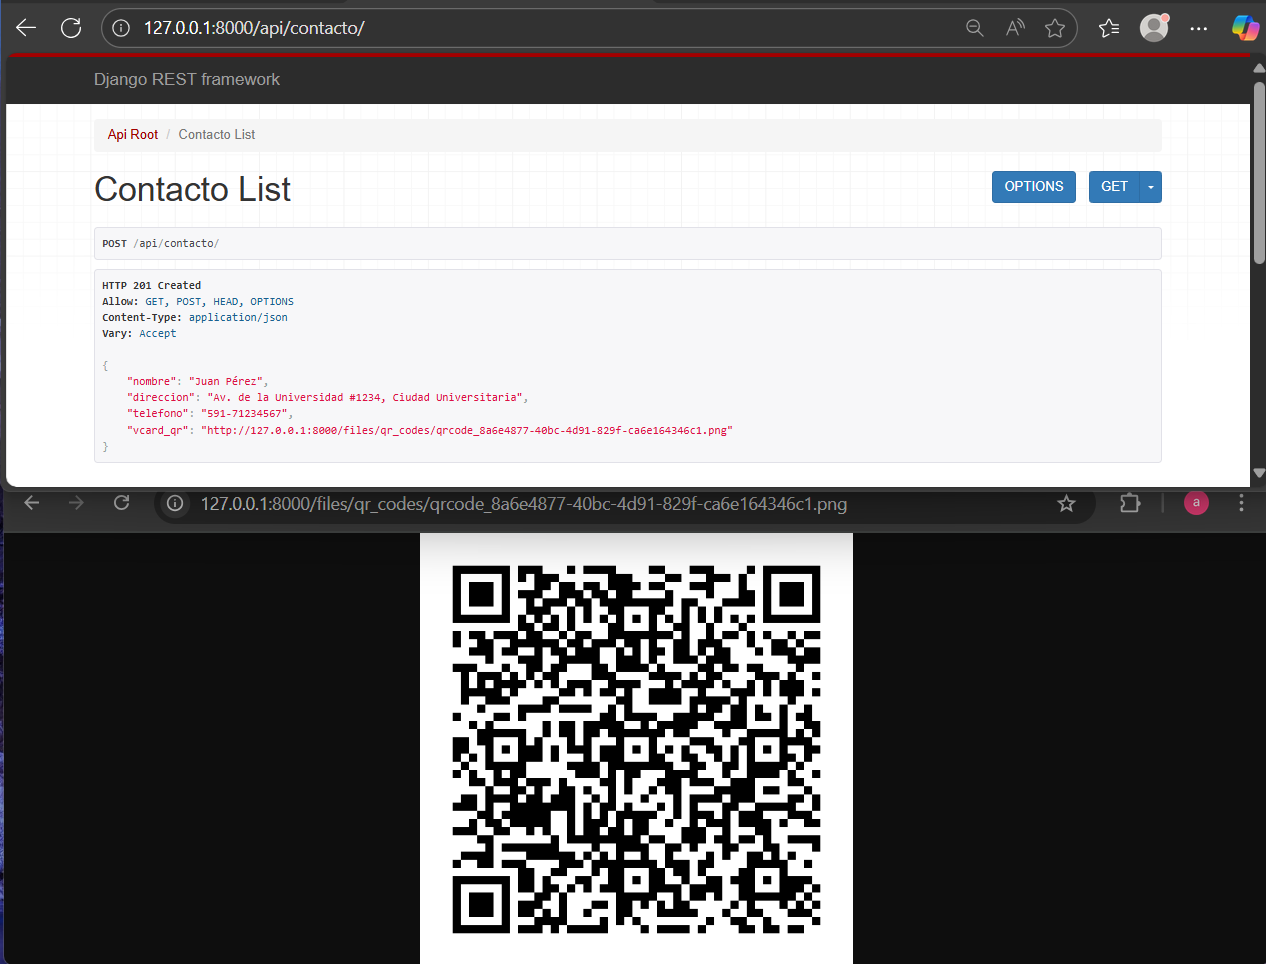 127.0.0.1:8000/api/contacto/
Django REST framework
Api Root / Contacto List
Contacto List
OPTIONS
GET
POST /api/contacto/
HTTP 201 Created
Allow: GET, POST, HEAD, OPTIONS
Content-Type: application/json
Vary: Accept
{
"nombre": "Juan Pérez",
"direccion": "Av. de la Universidad #1234, Ciudad Universitaria",
"telefono": "591-71234567",
"vcard_qr": "http://127.0.0.1:8000/files/qr_codes/qrcode_8a6e4877-40bc-4d91-829f-ca6e164346c1.png"
}
127.0.0.1:8000/files/qr_codes/qrcode_8a6e4877-40bc-4d91-829f-ca6e164346c1.png
a